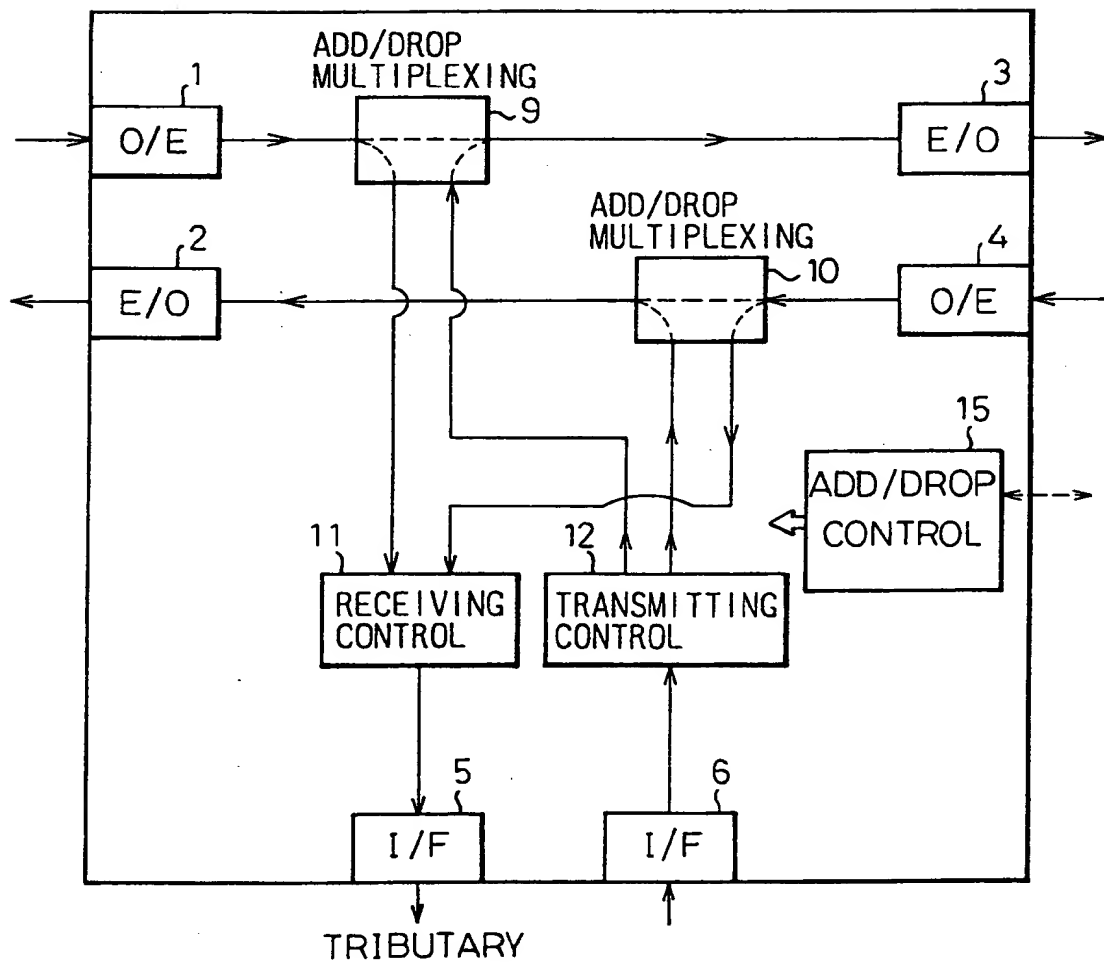 ADD/DROP
MULTIPLEXING
1
9
3
O/E
E/O
ADD/DROP
MULTIPLEXING
2
10
4
E/O
O/E
15
ADD/DROP
CONTROL
11
12
RECEIVING
CONTROL
TRANSMITTING
CONTROL
5
6
I/F
I/F
TRIBUTARY